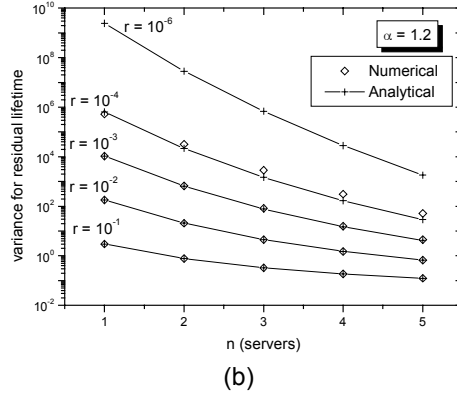 10^10
10^8
10^6
10^4
10^2
10^0
10^-2
variance for residual lifetime
r = 10^-6
r = 10^-4
r = 10^-3
r = 10^-2
r = 10^-1
α = 1.2
Numerical
Analytical
1 2 3 4 5
n (servers)
(b)